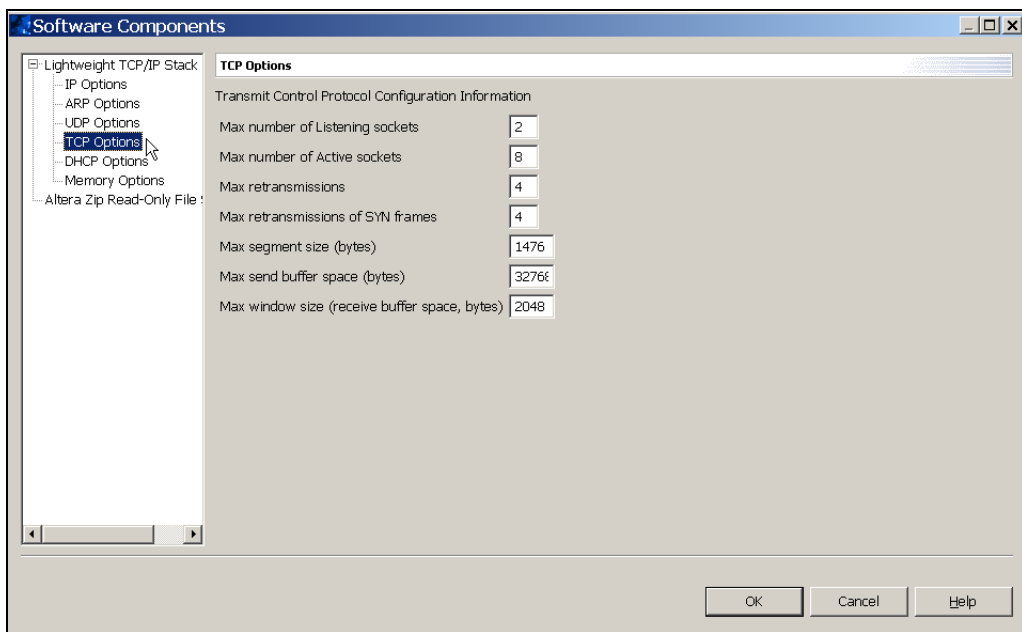 Software Components
Lightweight TCP/IP Stack
IP Options
ARP Options
UDP Options
TCP Options
DHCP Options
Memory Options
Altera Zip Read-Only File
TCP Options
Transmit Control Protocol Configuration Information
Max number of Listening sockets 2
Max number of Active sockets 8
Max retransmissions 4
Max retransmissions of SYN frames 4
Max segment size (bytes) 1476
Max send buffer space (bytes) 32768
Max window size (receive buffer space, bytes) 2048
OK Cancel Help